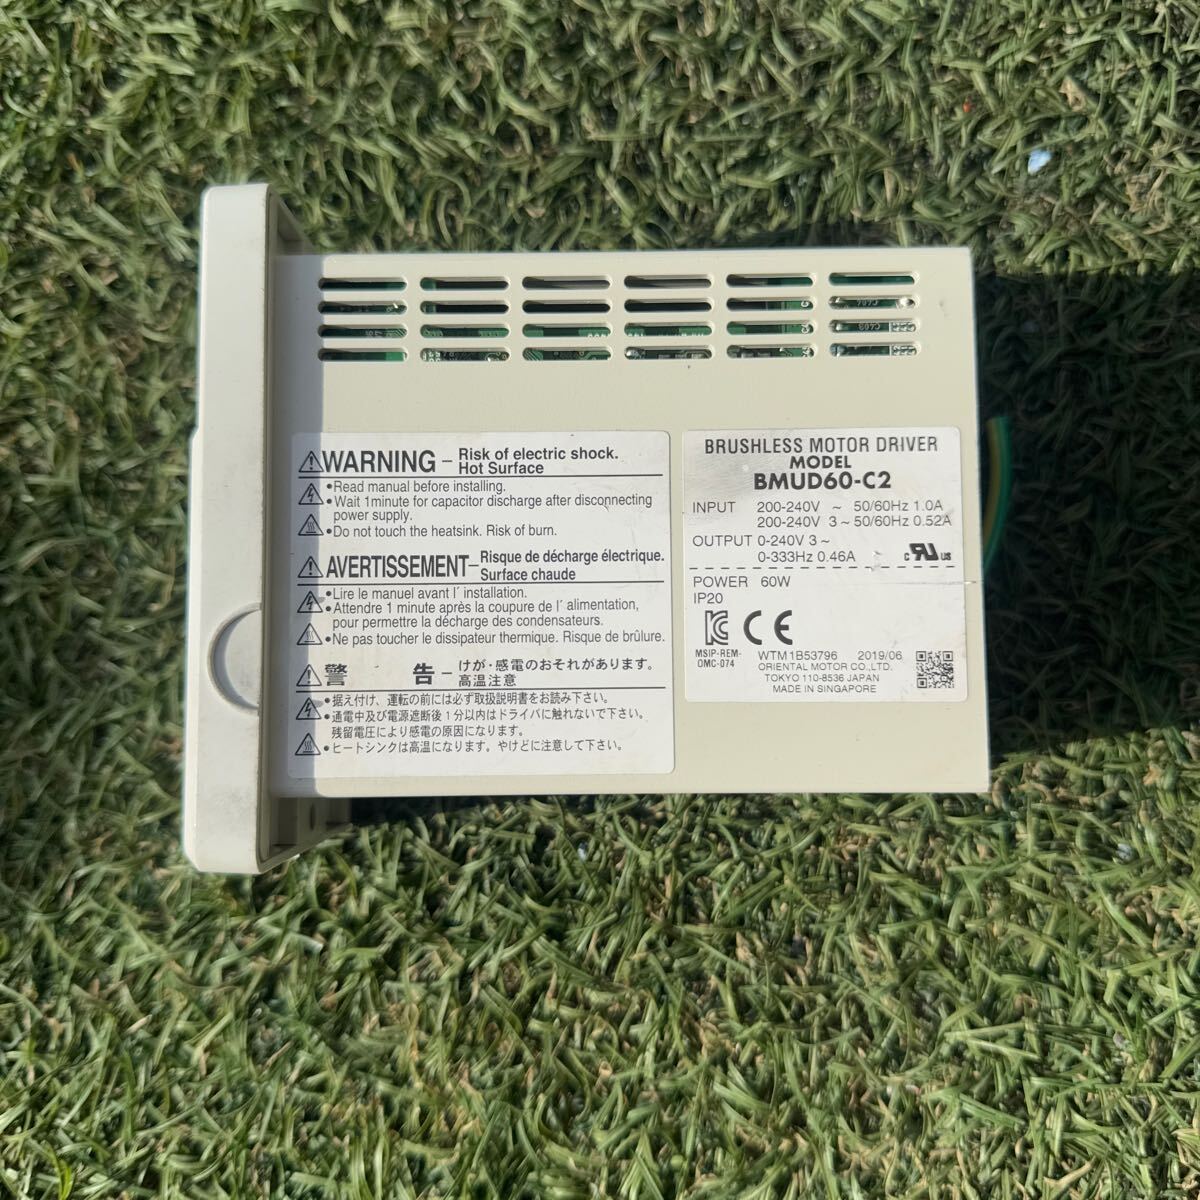 C404
C403
WARNING – Risk of electric shock.
Hot Surface
•Read manual before installing.
•Wait 1minute for capacitor discharge after disconnecting
power supply.
•Do not touch the heatsink. Risk of burn.
AVERTISSEMENT– Risque de décharge électrique.
Surface chaude
•Lire le manuel avant l' installation.
•Attendre 1 minute après la coupure de l' alimentation,
pour permettre la décharge des condensateurs.
•Ne pas toucher le dissipateur thermique. Risque de brûlure.
警 告 – けが・感電のおそれがあります。
高温注意
•据え付け、運転の前には必ず取扱説明書をお読み下さい。
•通電中及び電源遮断後1分以内はドライバに触れないで下さい。
残留電圧により感電の原因になります。
•ヒートシンクは高温になります。やけどに注意して下さい。
BRUSHLESS MOTOR DRIVER
MODEL
BMUD60-C2
INPUT 200-240V ~ 50/60Hz 1.0A
200-240V 3~50/60Hz 0.52A
OUTPUT 0-240V 3~
0-333Hz 0.46A
c RU us
POWER 60W
IP20
KC CE
MSIP-REM-
OMC-074
WTM1B53796 2019/06
ORIENTAL MOTOR CO.,LTD.
TOKYO 110-8536 JAPAN
MADE IN SINGAPORE